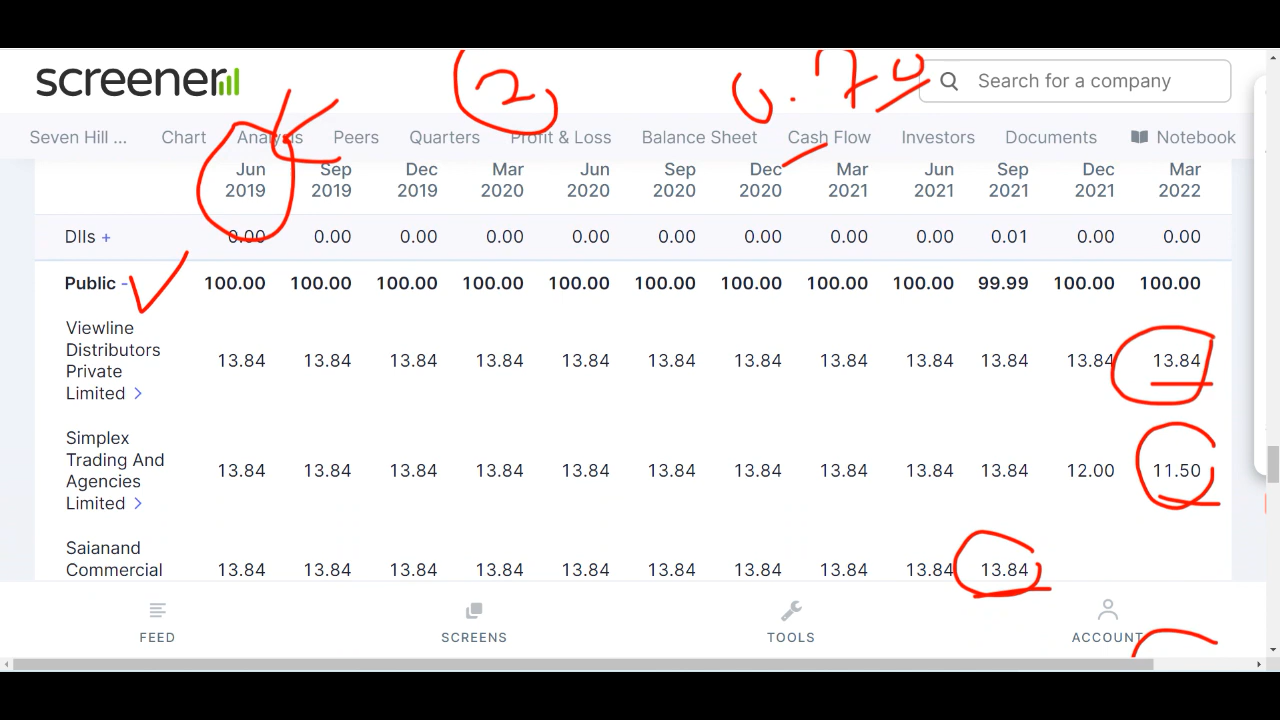 2 0.70
screener Search for a company
Seven Hill ... Chart Analysis Peers Quarters Profit & Loss Balance Sheet Cash Flow Investors Documents Notebook
Jun Sep Dec Mar Jun Sep Dec Mar Jun Sep Dec Mar
2019 2019 2019 2020 2020 2020 2020 2021 2021 2021 2021 2022
DIIs + 0.00 0.00 0.00 0.00 0.00 0.00 0.00 0.00 0.00 0.01 0.00 0.00
Public - 100.00 100.00 100.00 100.00 100.00 100.00 100.00 100.00 100.00 99.99 100.00 100.00
Viewline
Distributors
Private
Limited > 13.84 13.84 13.84 13.84 13.84 13.84 13.84 13.84 13.84 13.84 13.84 13.84
Simplex
Trading And
Agencies
Limited > 13.84 13.84 13.84 13.84 13.84 13.84 13.84 13.84 13.84 13.84 12.00 11.50
Saianand
Commercial 13.84 13.84 13.84 13.84 13.84 13.84 13.84 13.84 13.84 13.84
FEED SCREENS TOOLS ACCOUNT